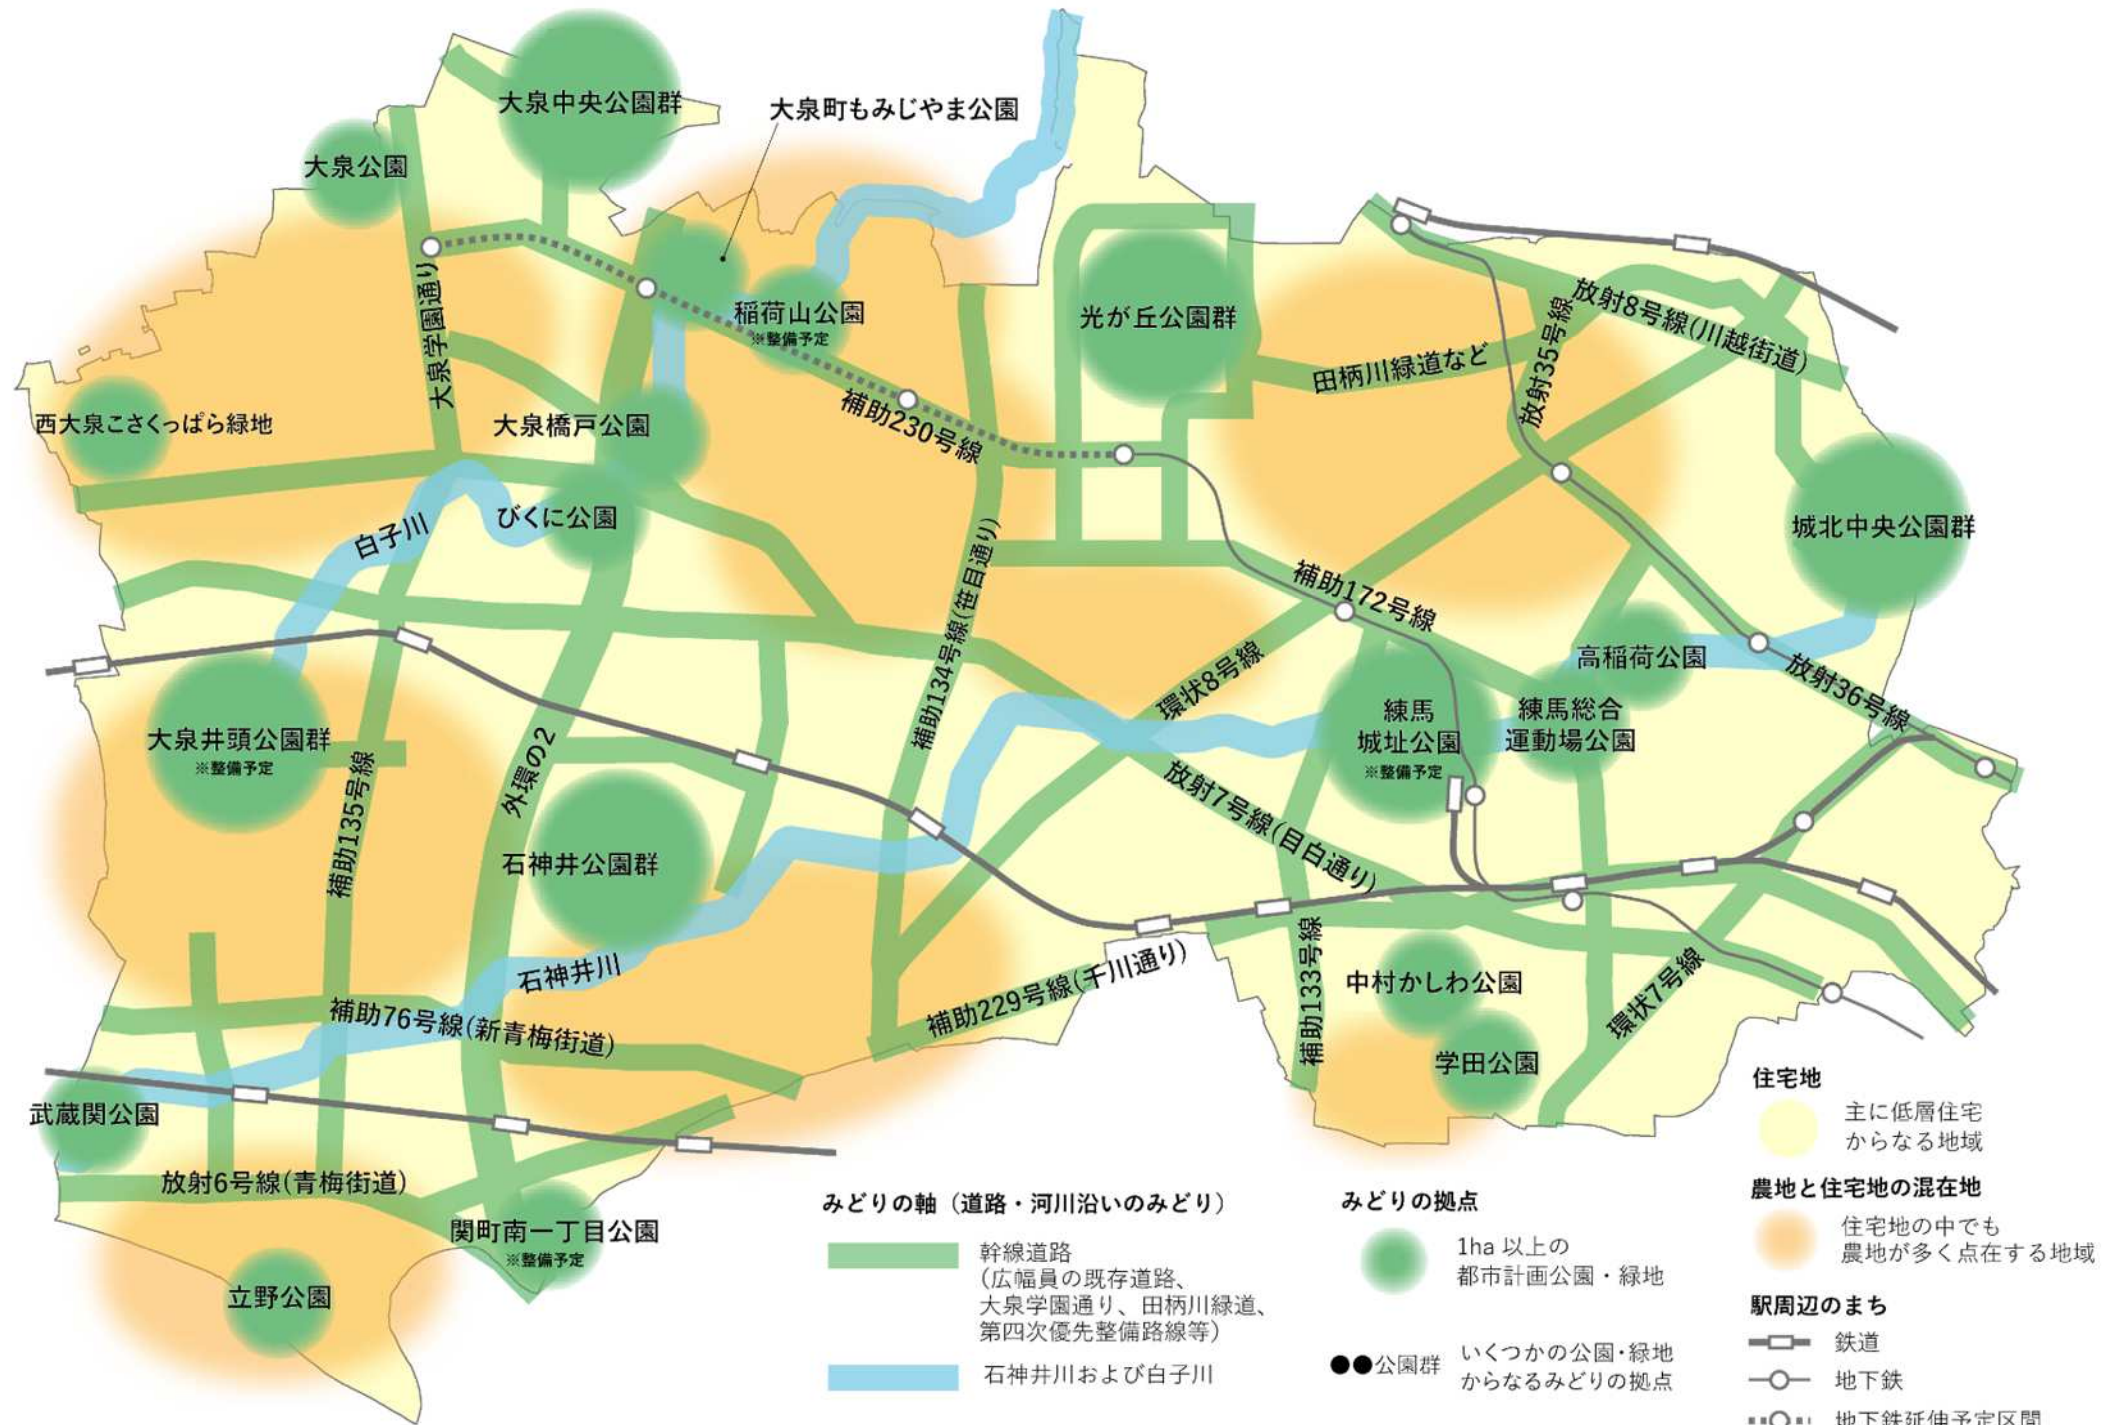 大泉中央公園群
大泉町もみじやま公園
大泉公園
大泉学園通り
稲荷山公園
※整備予定
光が丘公園群
放射8号線(川越街道)
放射35号線
田柄川緑道など
西大泉こさくっぱら緑地
大泉橋戸公園
補助230号線
びくに公園
白子川
城北中央公園群
補助134号線(笹目通り)
補助172号線
環状8号線
高稲荷公園
放射36号線
大泉井頭公園群
※整備予定
補助135号線
外環の2
練馬
城址公園
※整備予定
練馬総合
運動場公園
放射7号線(目白通り)
石神井公園群
石神井川
補助76号線(新青梅街道)
補助229号線(千川通り)
補助133号線
中村かしわ公園
学田公園
環状7号線
武蔵関公園
放射6号線(青梅街道)
関町南一丁目公園
※整備予定
立野公園
みどりの軸（道路・河川沿いのみどり）
幹線道路
(広幅員の既存道路、
大泉学園通り、田柄川緑道、
第四次優先整備路線等)
石神井川および白子川
みどりの拠点
1ha 以上の
都市計画公園・緑地
●●公園群
いくつかの公園・緑地
からなるみどりの拠点
住宅地
主に低層住宅
からなる地域
農地と住宅地の混在地
住宅地の中でも
農地が多く点在する地域
駅周辺のまち
鉄道
地下鉄
地下鉄延伸予定区間